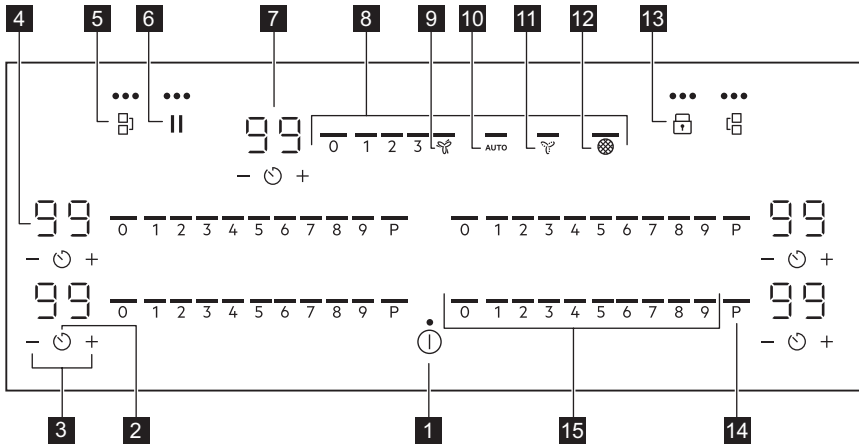 4 5 6 7 8 9 10 11 12 13
99 0 1 2 3 AUTO
− +
99 0 1 2 3 4 5 6 7 8 9 P 0 1 2 3 4 5 6 7 8 9 P 99
− + − +
99 0 1 2 3 4 5 6 7 8 9 P 0 1 2 3 4 5 6 7 8 9 P 99
− + − +
3 2 1 15 14